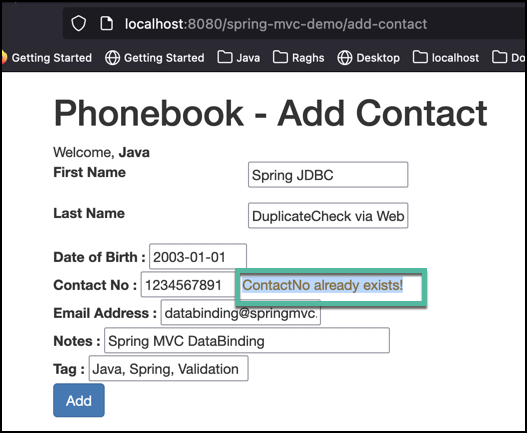 localhost:8080/spring-mvc-demo/add-contact
Getting Started Getting Started Java Raghs Desktop localhost Do
Phonebook - Add Contact
Welcome, Java
First Name Spring JDBC
Last Name DuplicateCheck via Web
Date of Birth : 2003-01-01
Contact No : 1234567891 ContactNo already exists!
Email Address : databinding@springmvc.
Notes : Spring MVC DataBinding
Tag : Java, Spring, Validation
Add